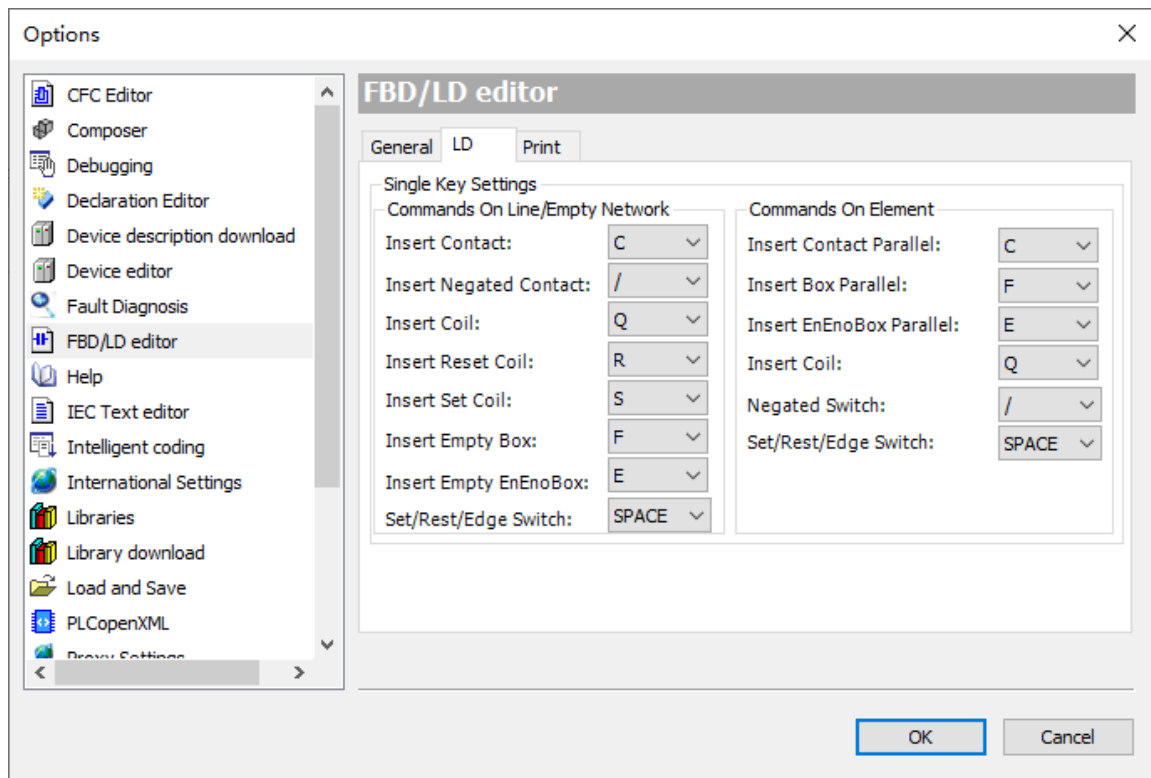 Options
CFC Editor
Composer
Debugging
Declaration Editor
Device description download
Device editor
Fault Diagnosis
FBD/LD editor
Help
IEC Text editor
Intelligent coding
International Settings
Libraries
Library download
Load and Save
PLCopenXML
Proxy Settings
FBD/LD editor
General LD Print
Single Key Settings
Commands On Line/Empty Network
Insert Contact: C
Insert Negated Contact: /
Insert Coil: Q
Insert Reset Coil: R
Insert Set Coil: S
Insert Empty Box: F
Insert Empty EnEnoBox: E
Set/Rest/Edge Switch: SPACE
Commands On Element
Insert Contact Parallel: C
Insert Box Parallel: F
Insert EnEnoBox Parallel: E
Insert Coil: Q
Negated Switch: /
Set/Rest/Edge Switch: SPACE
OK Cancel